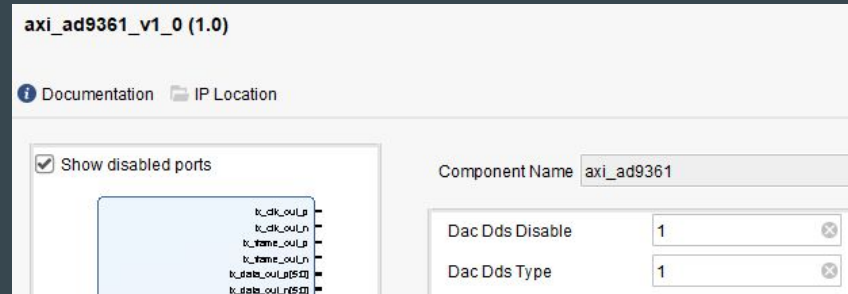 axi_ad9361_v1_0 (1.0)
Documentation IP Location
Show disabled ports
Component Name axi_ad9361
tx_clk_out_p
tx_clk_out_n
tx_frame_out_p
tx_frame_out_n
tx_data_out_p[5:0]
tx_data_out_n[5:0]
Dac Dds Disable 1
Dac Dds Type 1